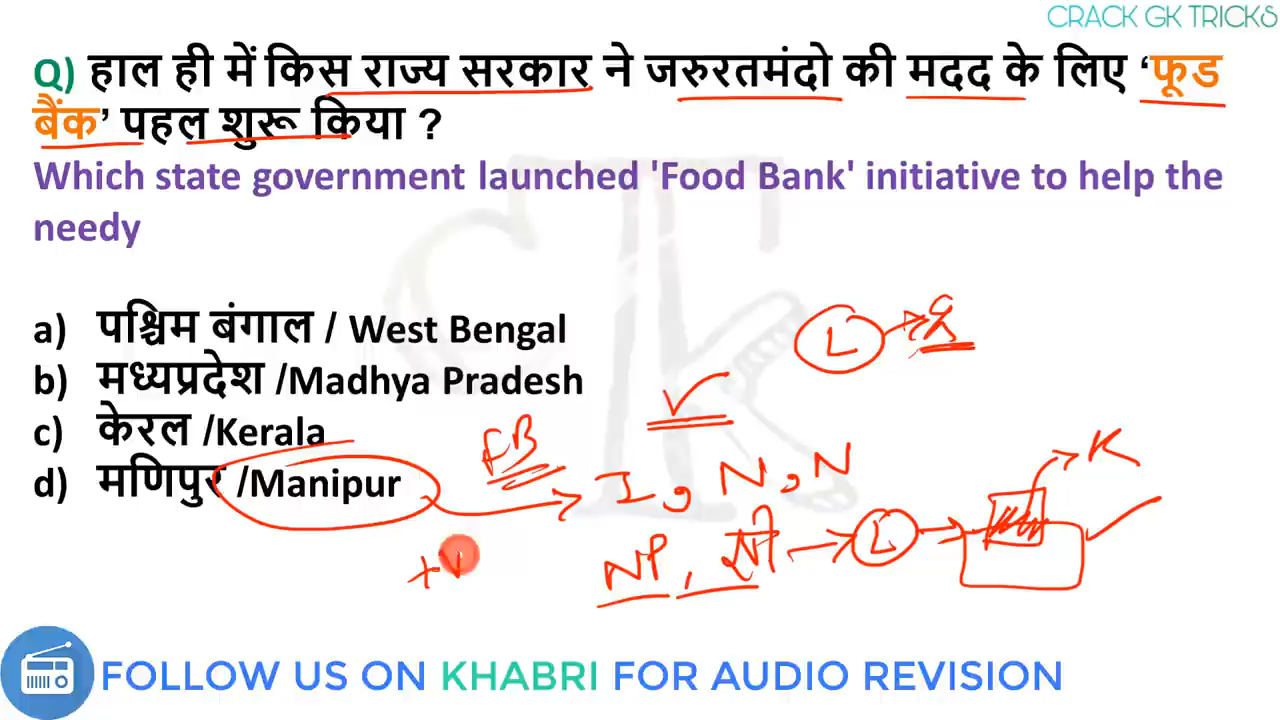 CRACK GK TRICKS
Q) हाल ही में किस राज्य सरकार ने जरुरतमंदो की मदद के लिए ‘फूड
बैंक’ पहल शुरू किया ?
Which state government launched 'Food Bank' initiative to help the
needy
a) पश्चिम बंगाल / West Bengal
b) मध्यप्रदेश /Madhya Pradesh
c) केरल /Kerala
d) मणिपुर /Manipur
L
FB
I, N, N
K
NP, L
FOLLOW US ON KHABRI FOR AUDIO REVISION